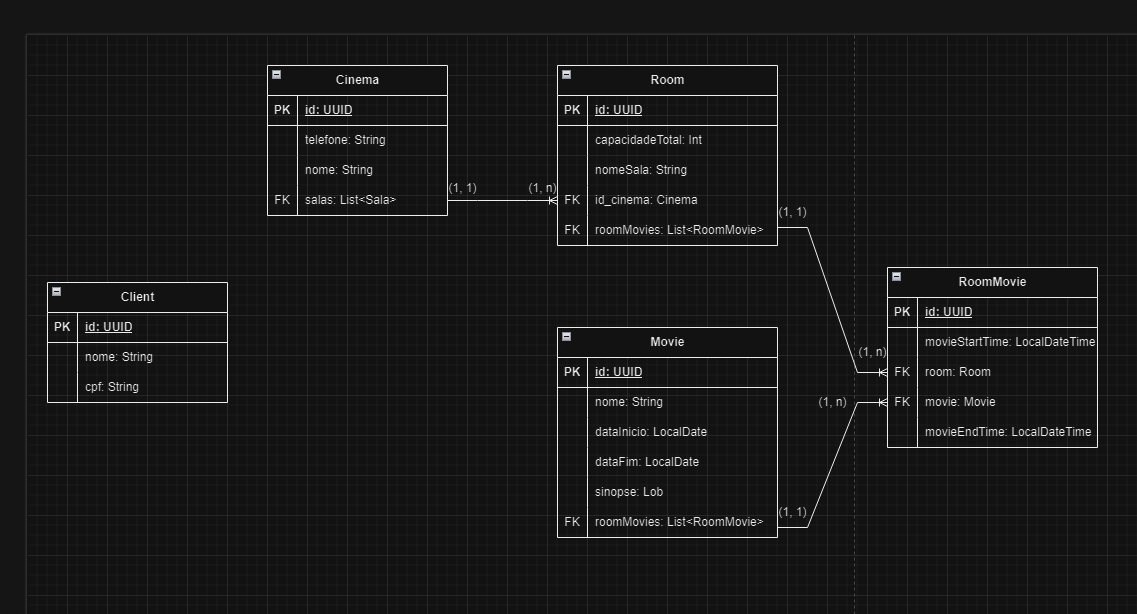 Cinema
PK id: UUID
telefone: String
nome: String
FK salas: List<Sala>
(1, 1)
(1, n)
Room
PK id: UUID
capacidadeTotal: Int
nomeSala: String
FK id_cinema: Cinema
FK roomMovies: List<RoomMovie>
(1, 1)
Client
PK id: UUID
nome: String
cpf: String
Movie
PK id: UUID
nome: String
dataInicio: LocalDate
dataFim: LocalDate
sinopse: Lob
FK roomMovies: List<RoomMovie>
(1, 1)
(1, n)
(1, n)
RoomMovie
PK id: UUID
movieStartTime: LocalDateTime
FK room: Room
FK movie: Movie
movieEndTime: LocalDateTime